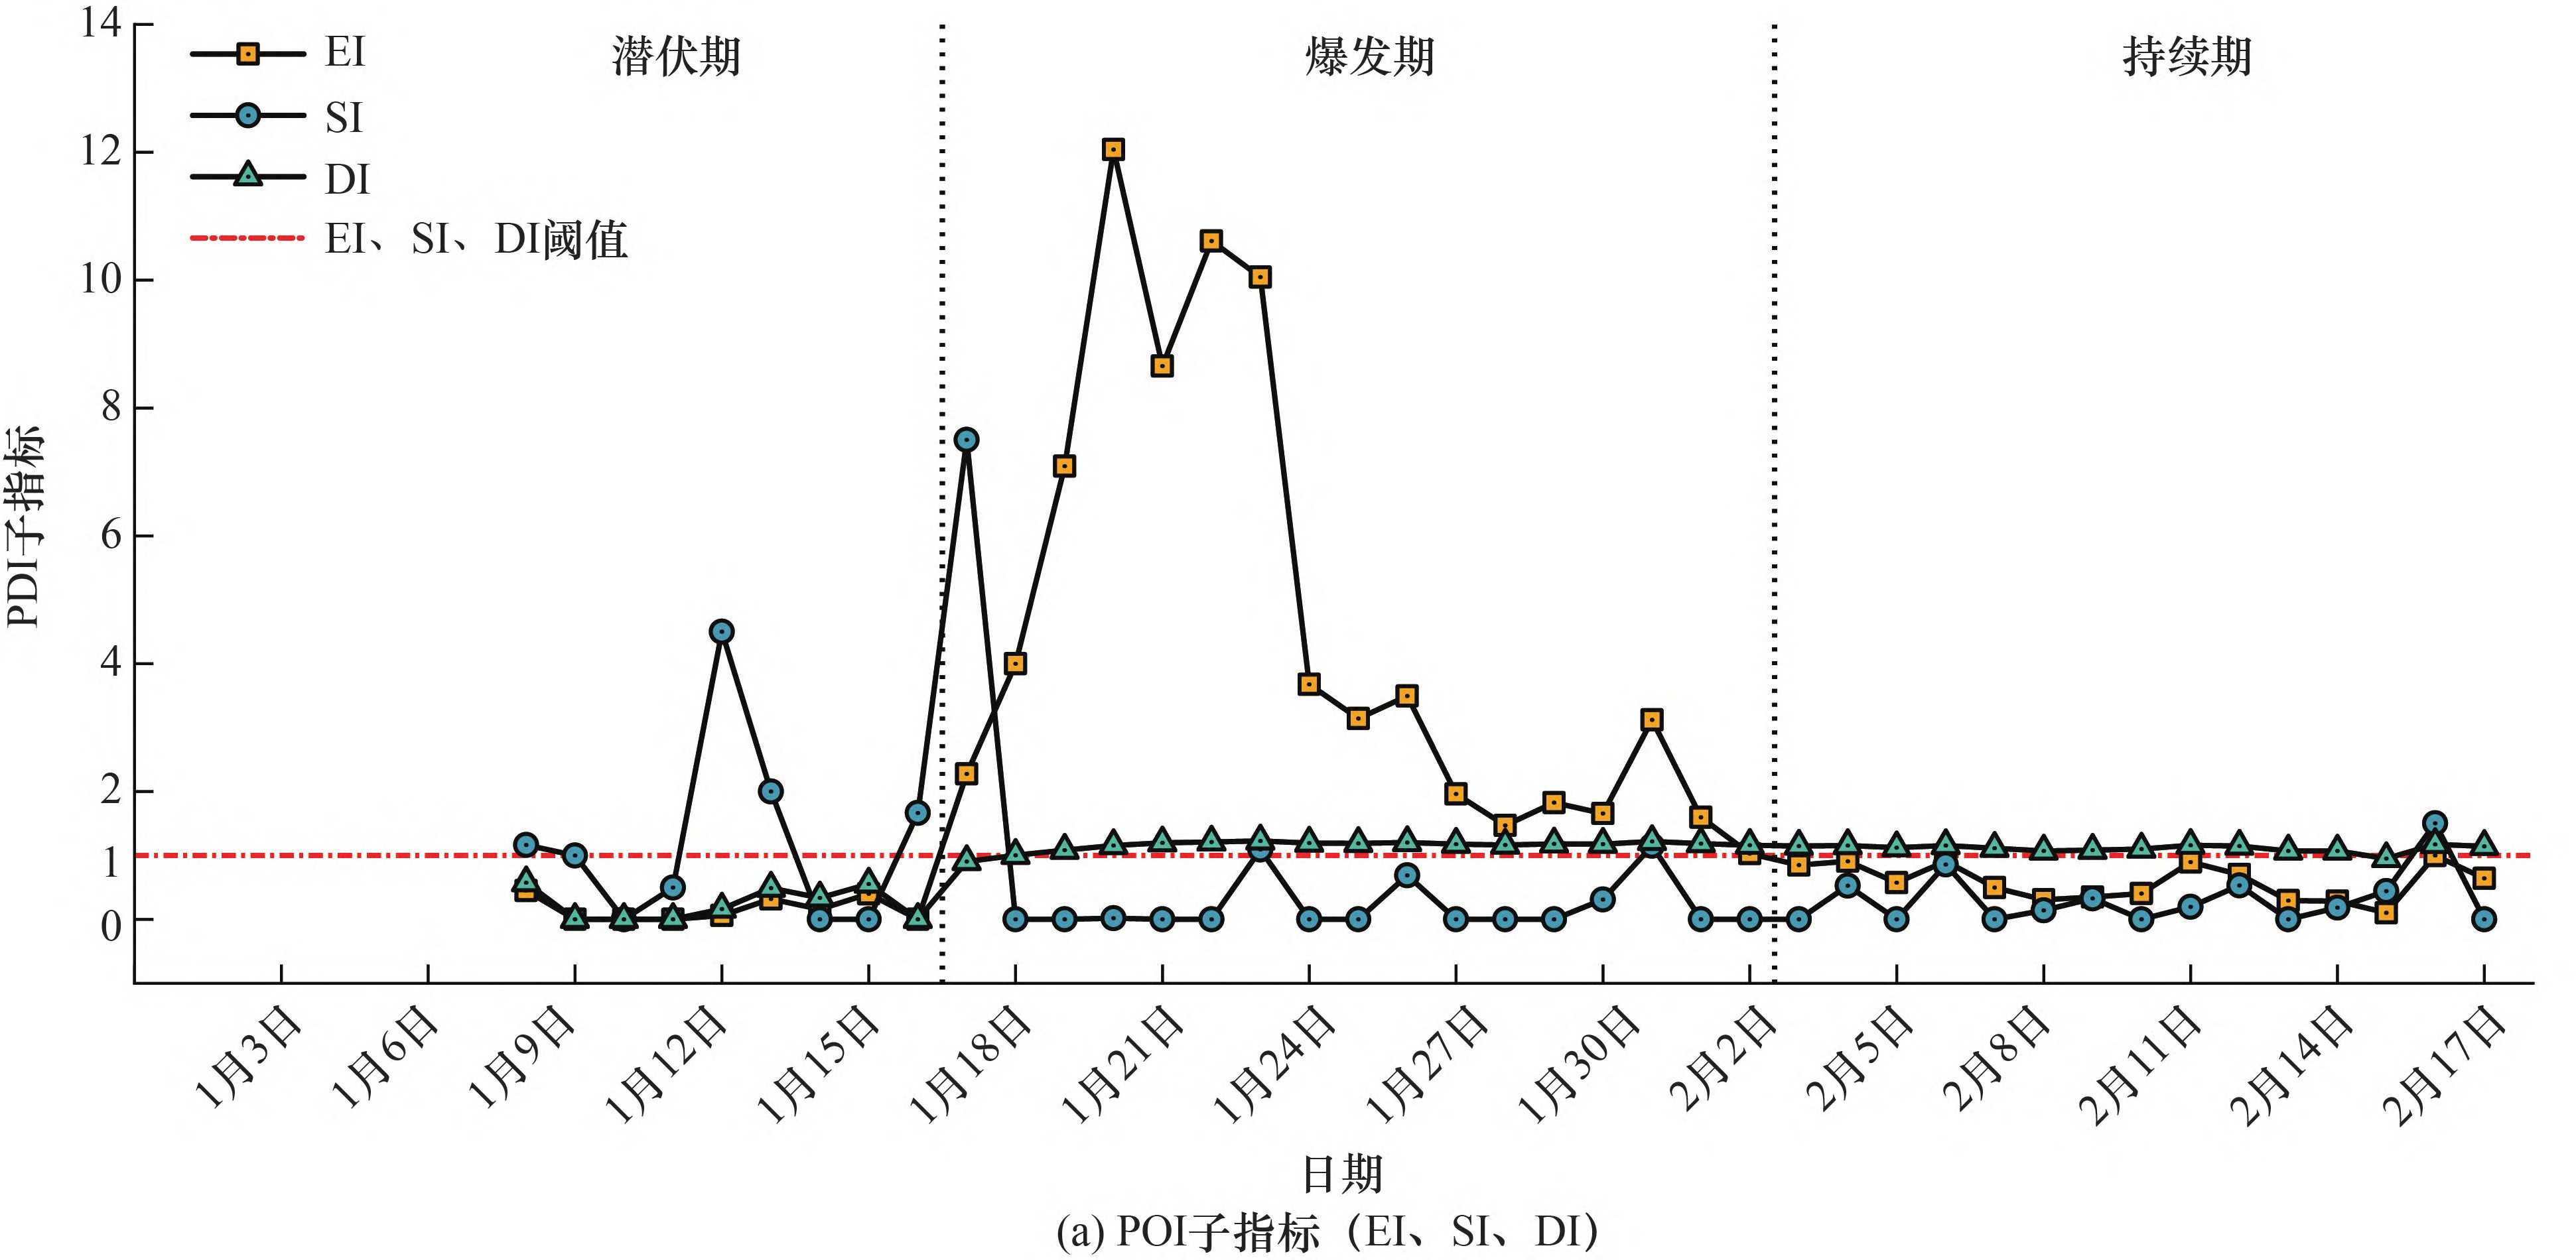 14
12
10
8
6
4
2
1
0
PDI子指标
EI
SI
DI
EI、SI、DI阈值
潜伏期
爆发期
持续期
1月3日
1月6日
1月9日
1月12日
1月15日
1月18日
1月21日
1月24日
1月27日
1月30日
2月2日
2月5日
2月8日
2月11日
2月14日
2月17日
日期
(a) POI子指标（EI、SI、DI）